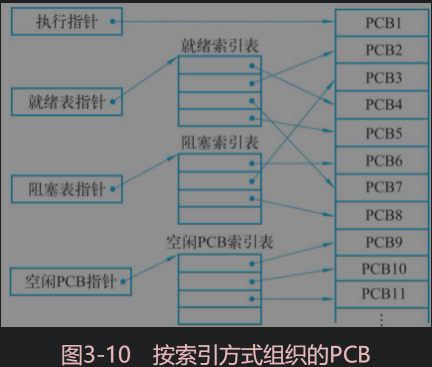 执行指针
就绪索引表
就绪表指针
阻塞索引表
阻塞表指针
空闲PCB索引表
空闲PCB指针
PCB1
PCB2
PCB3
PCB4
PCB5
PCB6
PCB7
PCB8
PCB9
PCB10
PCB11
⋮
图3-10 按索引方式组织的PCB